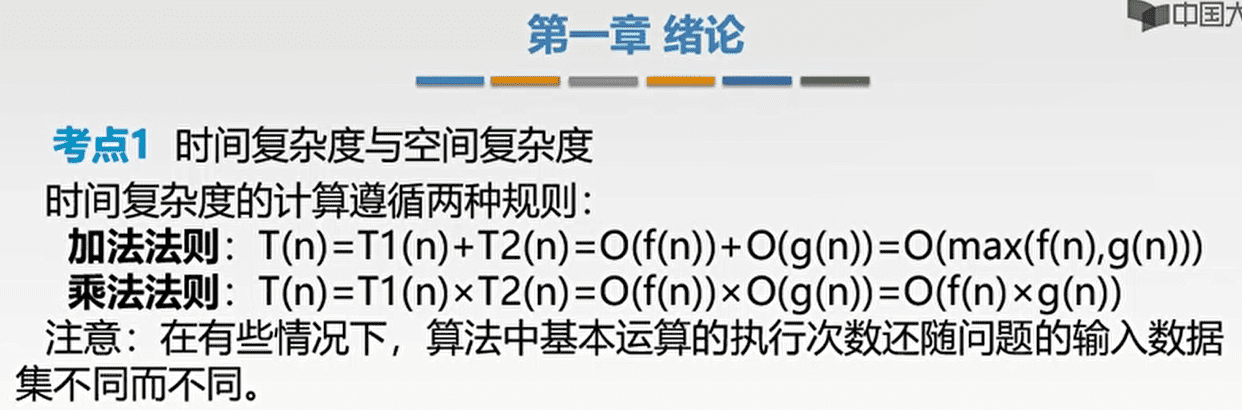 第一章 绪论
中国大
考点1 时间复杂度与空间复杂度
时间复杂度的计算遵循两种规则：
加法法则：T(n)=T1(n)+T2(n)=O(f(n))+O(g(n))=O(max(f(n),g(n)))
乘法法则：T(n)=T1(n)×T2(n)=O(f(n))×O(g(n))=O(f(n)×g(n))
注意：在有些情况下，算法中基本运算的执行次数还随问题的输入数据
集不同而不同。